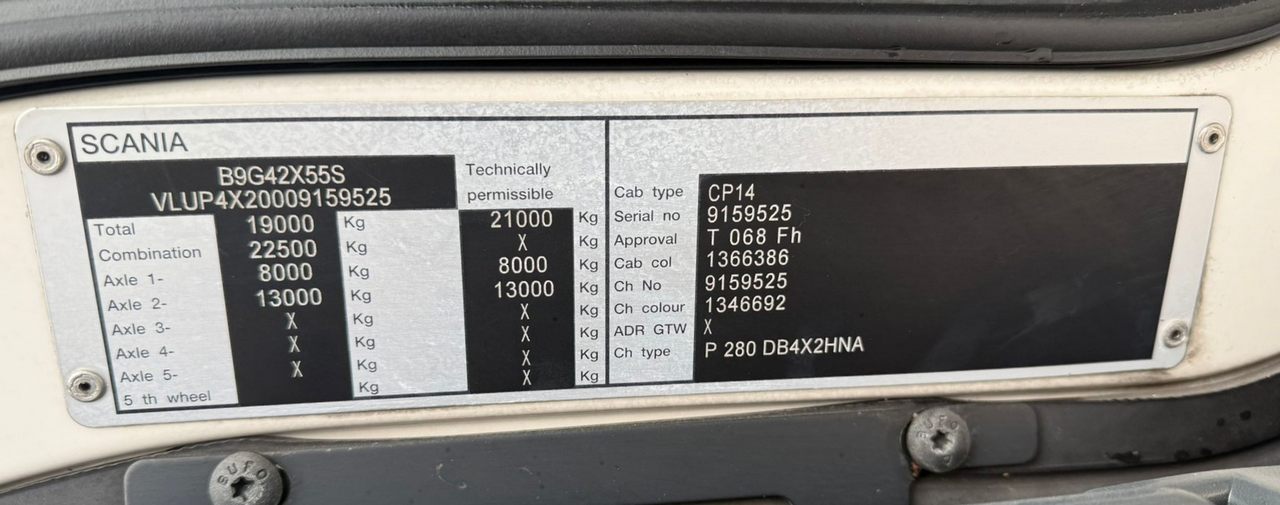 SCANIA
B9G42X55S
VLUP4X20009159525
Technically
permissible
Total 19000 Kg 21000 Kg
Combination 22500 Kg X Kg
Axle 1- 8000 Kg 8000 Kg
Axle 2- 13000 Kg 13000 Kg
Axle 3- X Kg X Kg
Axle 4- X Kg X Kg
Axle 5- X Kg X Kg
5 th wheel Kg X Kg
Cab type CP14
Serial no 9159525
Approval T 068 Fh
Cab col 1366386
Ch No 9159525
Ch colour 1346692
ADR GTW X
Ch type P 280 DB4X2HNA
SUFO
SUFO